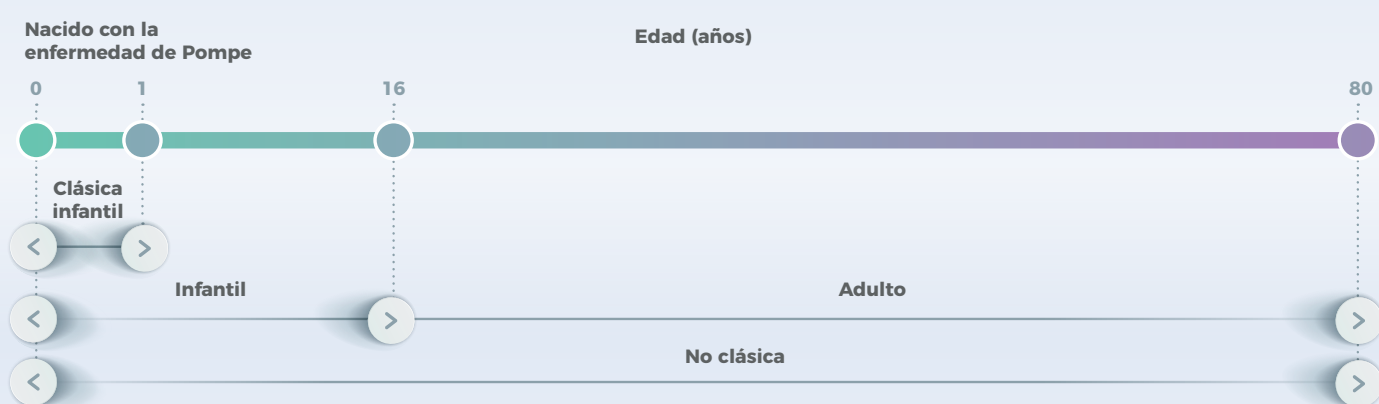 Nacido con la
enfermedad de Pompe
Edad (años)
0 1 16 80
Clásica
infantil
Infantil Adulto
No clásica